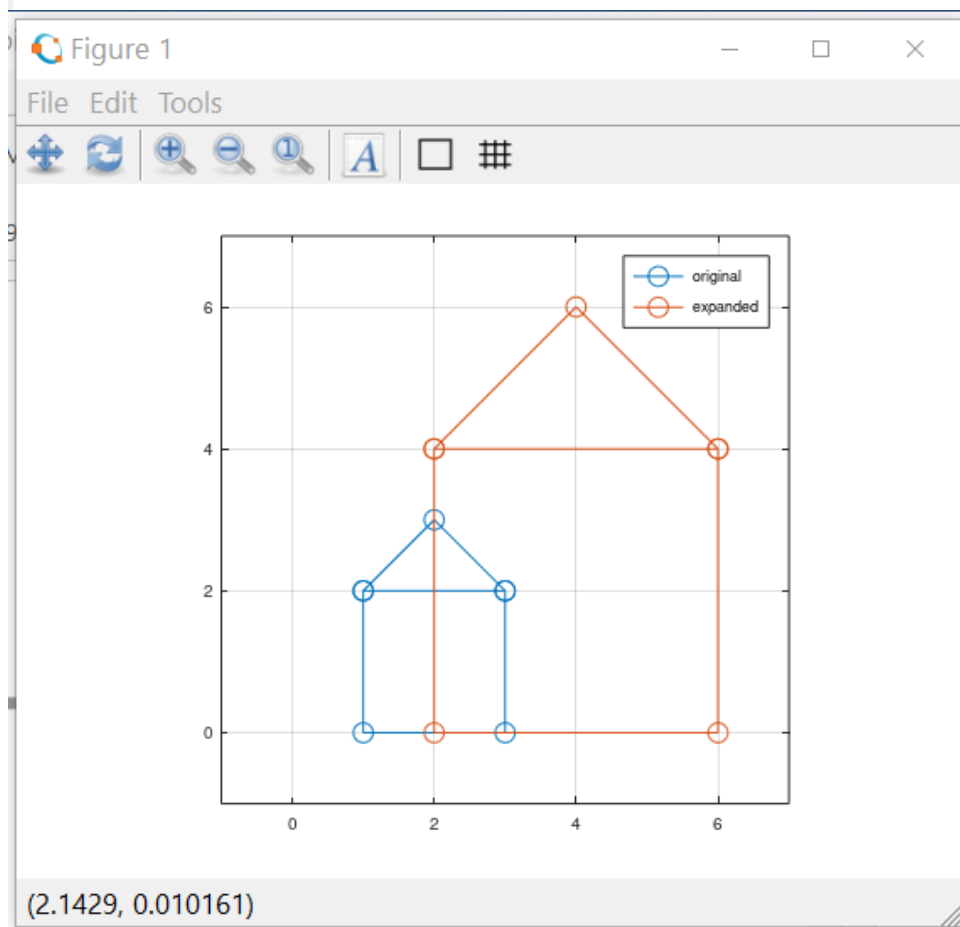 Figure 1
File Edit Tools
A
original
expanded
6
4
2
0
0 2 4 6
(2.1429, 0.010161)